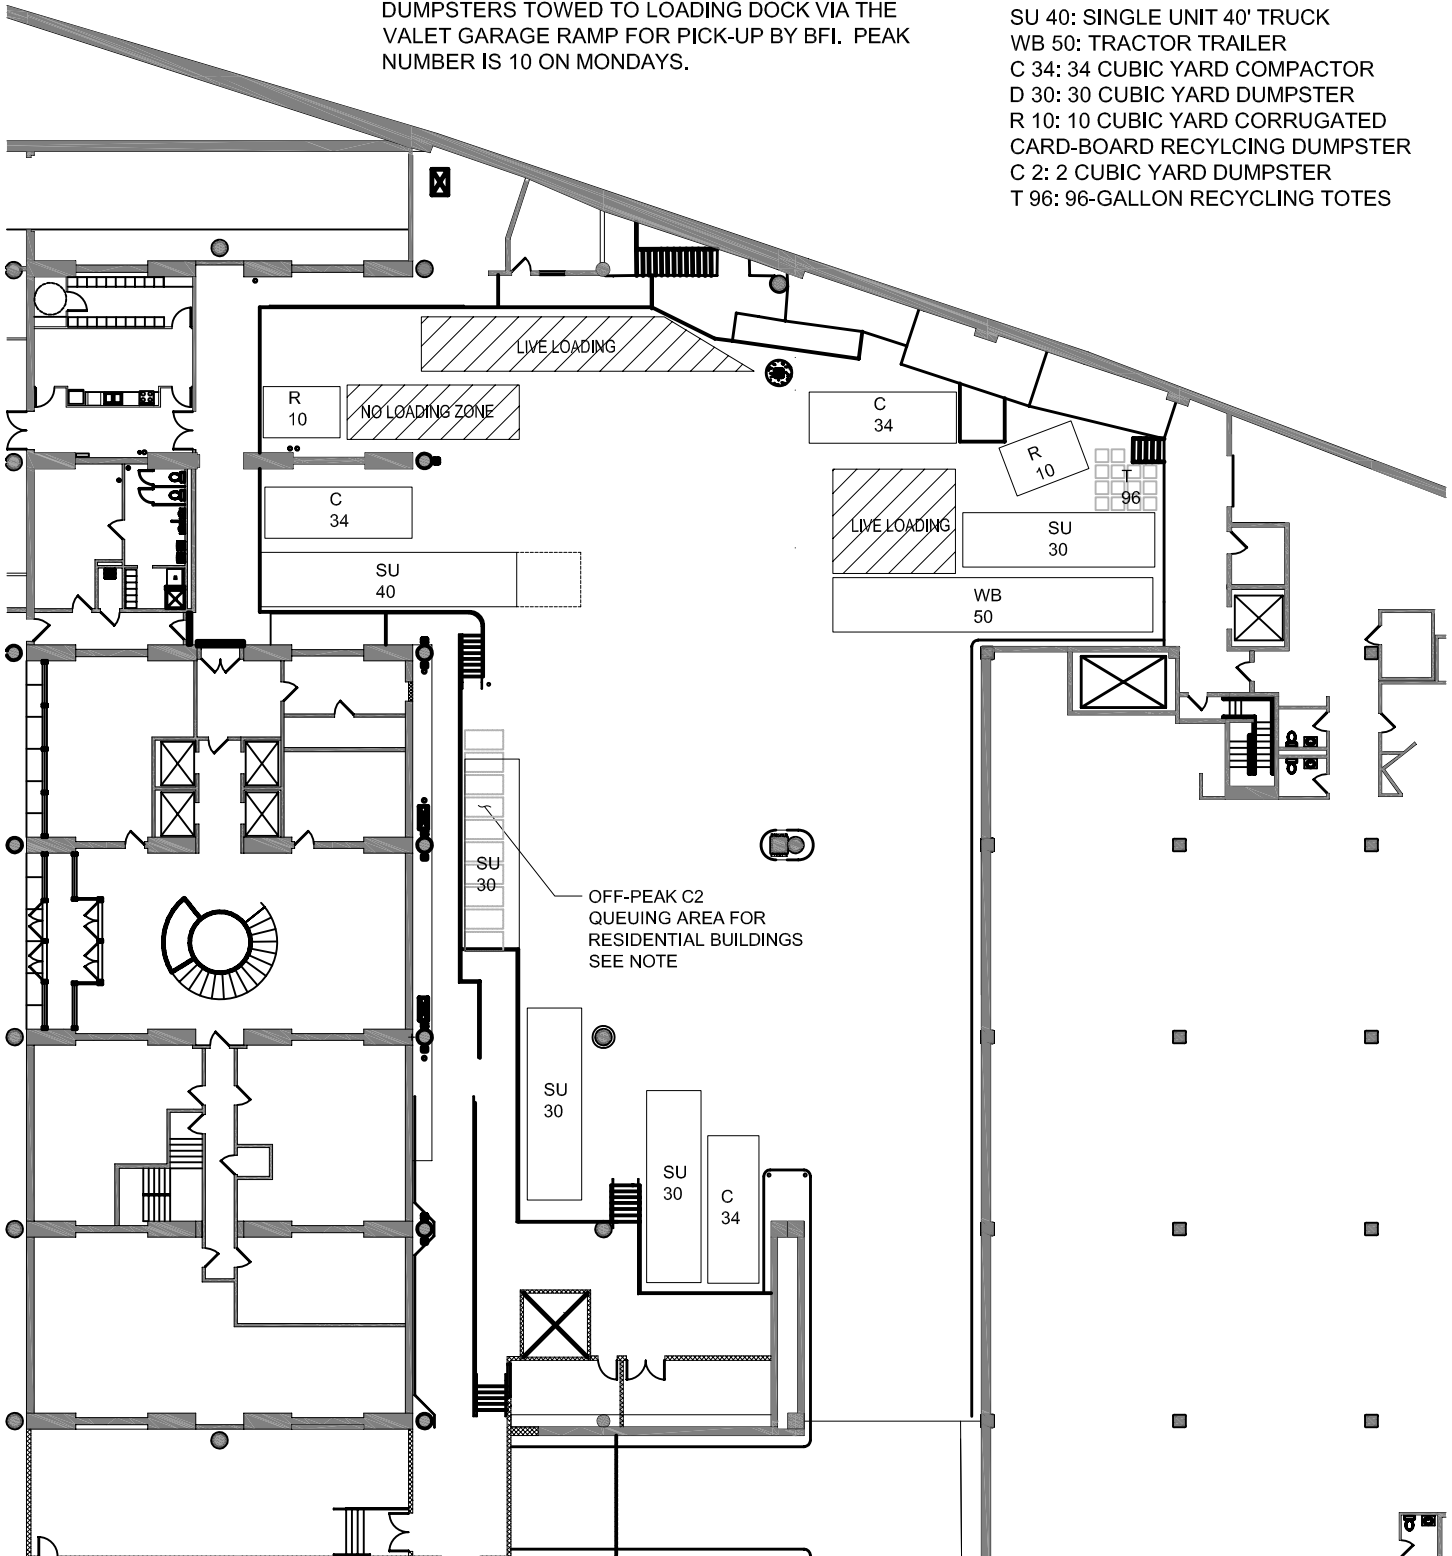 DUMPSTERS TOWED TO LOADING DOCK VIA THE
VALET GARAGE RAMP FOR PICK-UP BY BFI. PEAK
NUMBER IS 10 ON MONDAYS.
SU 40: SINGLE UNIT 40' TRUCK
WB 50: TRACTOR TRAILER
C 34: 34 CUBIC YARD COMPACTOR
D 30: 30 CUBIC YARD DUMPSTER
R 10: 10 CUBIC YARD CORRUGATED
CARD-BOARD RECYLCING DUMPSTER
C 2: 2 CUBIC YARD DUMPSTER
T 96: 96-GALLON RECYCLING TOTES
LIVE LOADING
R
10
NO LOADING ZONE
C
34
R
10
T
96
C
34
LIVE LOADING
SU
30
SU
40
WB
50
SU
30
OFF-PEAK C2
QUEUING AREA FOR
RESIDENTIAL BUILDINGS
SEE NOTE
SU
30
SU
30
C
34